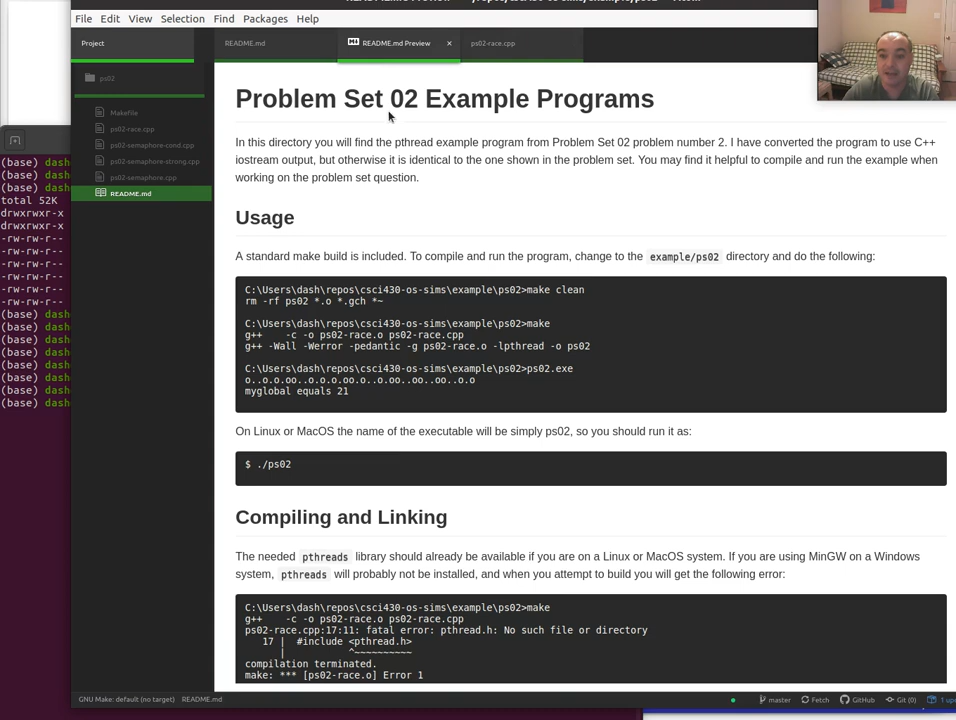 File Edit View Selection Find Packages Help
Project
README.md
README.md Preview
×
ps02-race.cpp
ps02
Makefile
ps02-race.cpp
ps02-semaphore-cond.cpp
ps02-semaphore-strong.cpp
ps02-semaphore.cpp
README.md
(base) dash
(base) dash
(base) dash
total 52K
drwxrwxr-x
drwxrwxr-x
-rw-rw-r--
-rw-rw-r--
-rw-rw-r--
-rw-rw-r--
-rw-rw-r--
-rw-rw-r--
(base) dash
(base) dash
(base) dash
(base) dash
(base) dash
(base) dash
(base) dash
(base) dash
Problem Set 02 Example Programs
In this directory you will find the pthread example program from Problem Set 02 problem number 2. I have converted the program to use C++
iostream output, but otherwise it is identical to the one shown in the problem set. You may find it helpful to compile and run the example when
working on the problem set question.
Usage
A standard make build is included. To compile and run the program, change to the example/ps02 directory and do the following:
C:\Users\dash\repos\csci430-os-sims\example\ps02>make clean
rm -rf ps02 *.o *.gch *~
C:\Users\dash\repos\csci430-os-sims\example\ps02>make
g++    -c -o ps02-race.o ps02-race.cpp
g++ -Wall -Werror -pedantic -g ps02-race.o -lpthread -o ps02
C:\Users\dash\repos\csci430-os-sims\example\ps02>ps02.exe
o..o.o.oo..o.o.o.oo.o..o.oo..oo..oo..o.o
myglobal equals 21
On Linux or MacOS the name of the executable will be simply ps02, so you should run it as:
$ ./ps02
Compiling and Linking
The needed pthreads library should already be available if you are on a Linux or MacOS system. If you are using MinGW on a Windows
system, pthreads will probably not be installed, and when you attempt to build you will get the following error:
C:\Users\dash\repos\csci430-os-sims\example\ps02>make
g++    -c -o ps02-race.o ps02-race.cpp
ps02-race.cpp:17:11: fatal error: pthread.h: No such file or directory
17 |  #include <pthread.h>
|           ^~~~~~~~~~~
compilation terminated.
make: *** [ps02-race.o] Error 1
GNU Make: default (no target) README.md
master Fetch GitHub Git (0) 1